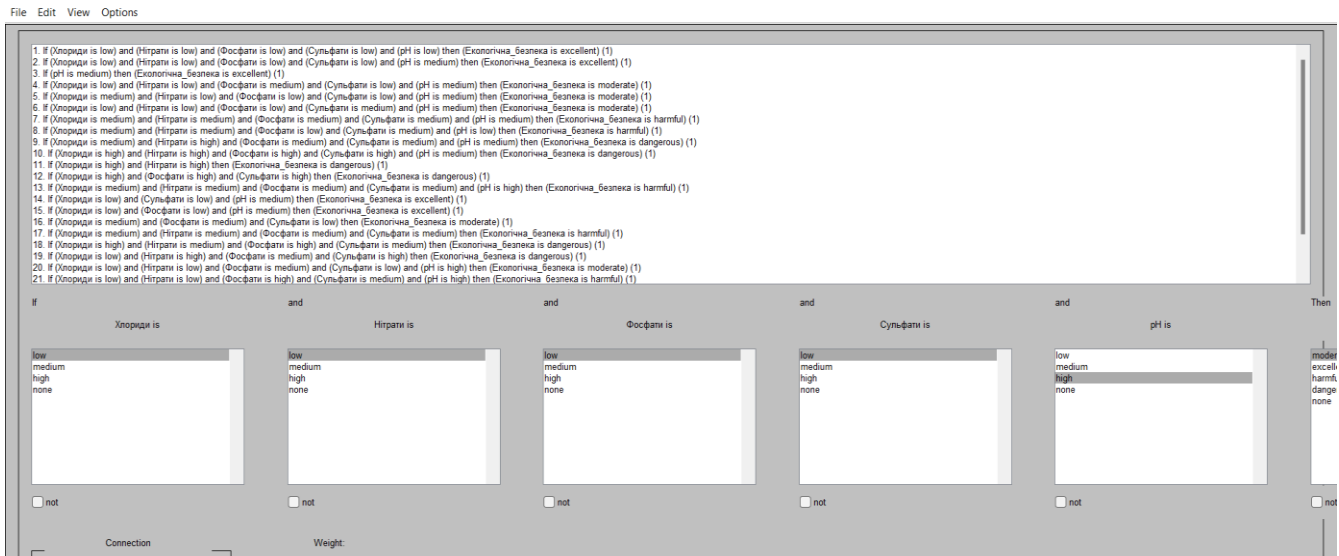 File Edit View Options
1. If (Хлориди is low) and (Нітрати is low) and (Фосфати is low) and (Сульфати is low) and (pH is low) then (Екологічна_безпека is excellent) (1)
2. If (Хлориди is low) and (Нітрати is low) and (Фосфати is low) and (Сульфати is low) and (pH is medium) then (Екологічна_безпека is excellent) (1)
3. If (pH is medium) then (Екологічна_безпека is excellent) (1)
4. If (Хлориди is low) and (Нітрати is low) and (Фосфати is medium) and (Сульфати is low) and (pH is medium) then (Екологічна_безпека is moderate) (1)
5. If (Хлориди is medium) and (Нітрати is low) and (Фосфати is low) and (Сульфати is low) and (pH is medium) then (Екологічна_безпека is moderate) (1)
6. If (Хлориди is low) and (Нітрати is low) and (Фосфати is low) and (Сульфати is medium) and (pH is medium) then (Екологічна_безпека is moderate) (1)
7. If (Хлориди is medium) and (Нітрати is medium) and (Фосфати is medium) and (Сульфати is medium) and (pH is medium) then (Екологічна_безпека is harmful) (1)
8. If (Хлориди is medium) and (Нітрати is medium) and (Фосфати is low) and (Сульфати is medium) and (pH is low) then (Екологічна_безпека is harmful) (1)
9. If (Хлориди is medium) and (Нітрати is high) and (Фосфати is medium) and (Сульфати is medium) and (pH is medium) then (Екологічна_безпека is dangerous) (1)
10. If (Хлориди is high) and (Нітрати is high) and (Фосфати is high) and (Сульфати is high) and (pH is medium) then (Екологічна_безпека is dangerous) (1)
11. If (Хлориди is high) and (Нітрати is high) then (Екологічна_безпека is dangerous) (1)
12. If (Хлориди is high) and (Фосфати is high) and (Сульфати is high) then (Екологічна_безпека is dangerous) (1)
13. If (Хлориди is medium) and (Нітрати is medium) and (Фосфати is medium) and (Сульфати is medium) and (pH is high) then (Екологічна_безпека is harmful) (1)
14. If (Хлориди is low) and (Сульфати is low) and (pH is medium) then (Екологічна_безпека is excellent) (1)
15. If (Хлориди is low) and (Фосфати is low) and (pH is medium) then (Екологічна_безпека is excellent) (1)
16. If (Хлориди is medium) and (Фосфати is medium) and (Сульфати is low) then (Екологічна_безпека is moderate) (1)
17. If (Хлориди is medium) and (Нітрати is medium) and (Фосфати is medium) and (Сульфати is medium) then (Екологічна_безпека is harmful) (1)
18. If (Хлориди is high) and (Нітрати is medium) and (Фосфати is high) and (Сульфати is medium) then (Екологічна_безпека is dangerous) (1)
19. If (Хлориди is low) and (Нітрати is high) and (Фосфати is medium) and (Сульфати is high) then (Екологічна_безпека is dangerous) (1)
20. If (Хлориди is low) and (Нітрати is low) and (Фосфати is medium) and (Сульфати is low) and (pH is high) then (Екологічна_безпека is moderate) (1)
21. If (Хлориди is low) and (Нітрати is low) and (Фосфати is high) and (Сульфати is medium) and (pH is high) then (Екологічна_безпека is harmful) (1)
If and and and and Then
Хлориди is Нітрати is Фосфати is Сульфати is pH is
low low low low low moder
medium medium medium medium medium excelle
high high high high high harmfu
none none none none none dange
none
not not not not not not
Connection Weight: